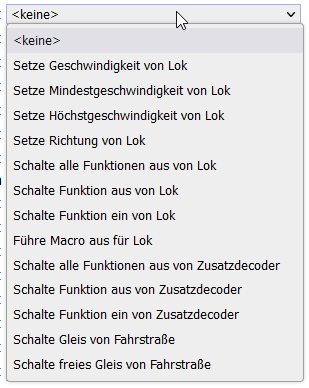 <keine>
<keine>
Setze Geschwindigkeit von Lok
Setze Mindestgeschwindigkeit von Lok
Setze Höchstgeschwindigkeit von Lok
Setze Richtung von Lok
Schalte alle Funktionen aus von Lok
Schalte Funktion aus von Lok
Schalte Funktion ein von Lok
Führe Macro aus für Lok
Schalte alle Funktionen aus von Zusatzdecoder
Schalte Funktion aus von Zusatzdecoder
Schalte Funktion ein von Zusatzdecoder
Schalte Gleis von Fahrstraße
Schalte freies Gleis von Fahrstraße